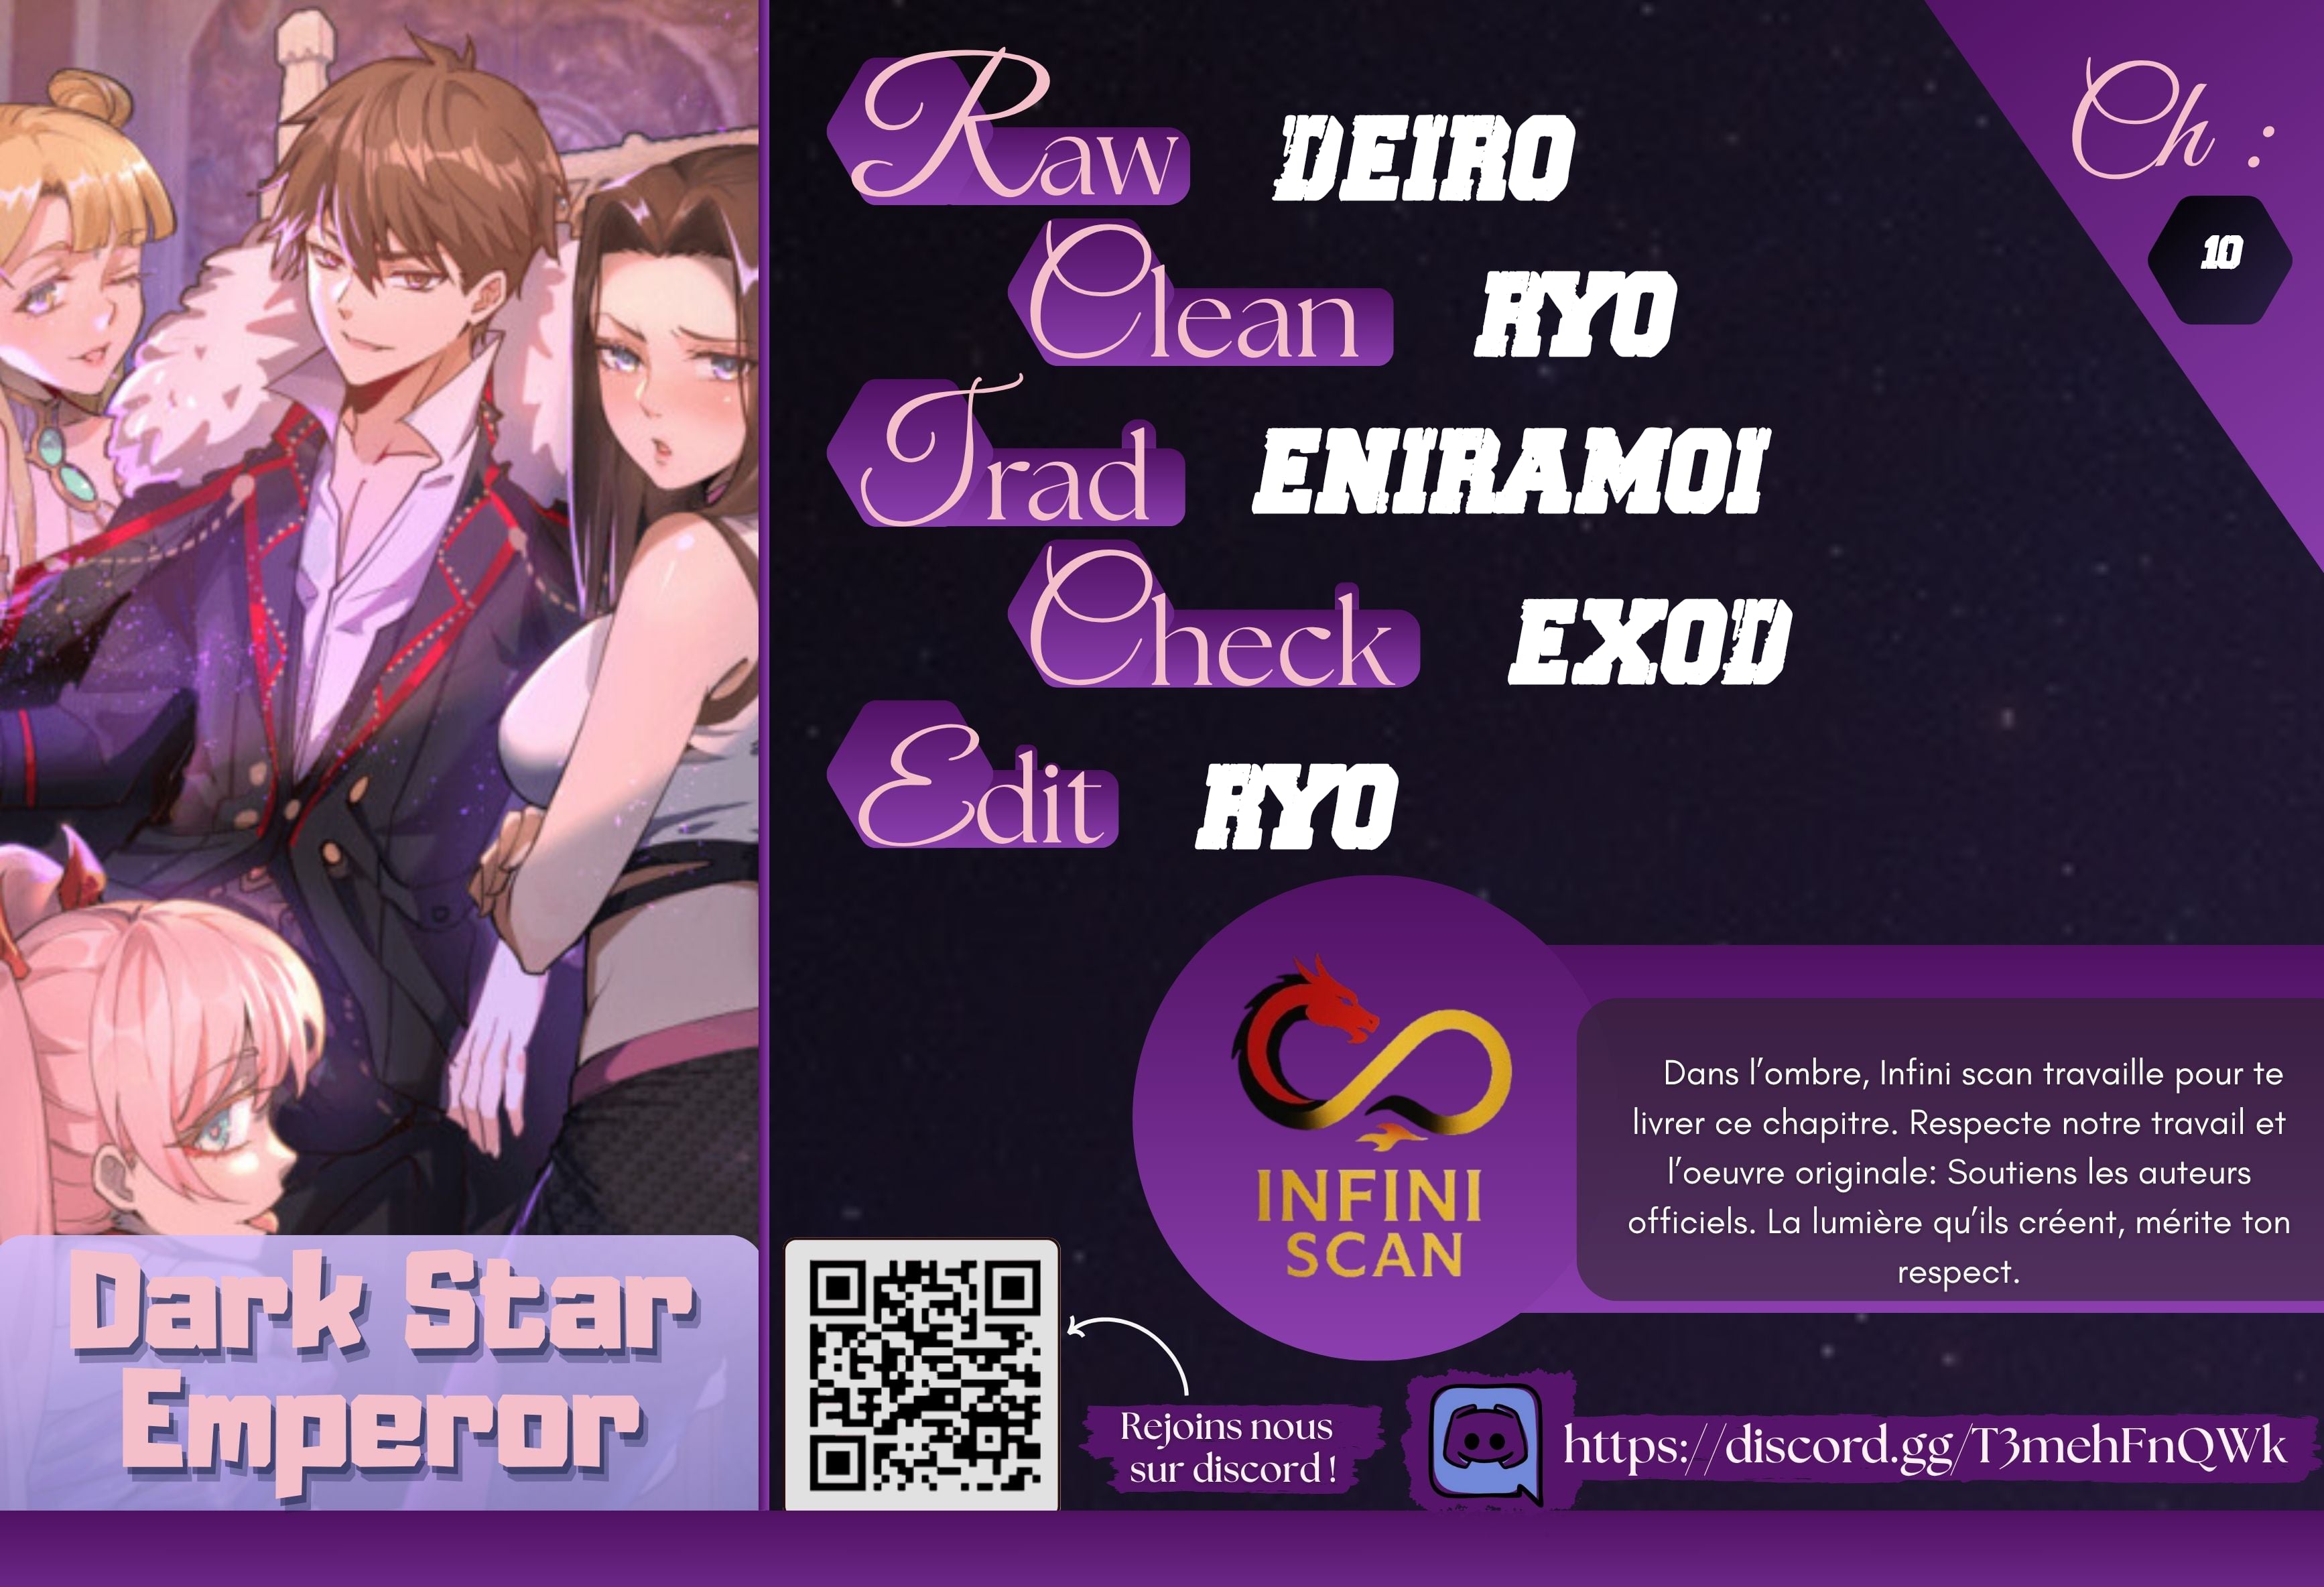 Raw DEIRO
Ch :
10
Clean RYO
Trad ENIRAMOI
Check EXOD
Edit RYO
INFINI
SCAN
Dans l'ombre, Infini scan travaille pour te
livrer ce chapitre. Respecte notre travail et
l'oeuvre originale: Soutiens les auteurs
officiels. La lumière qu'ils créent, mérite ton
respect.
Dark Star
Emperor
Rejoins nous
sur discord !
https://discord.gg/T3mehFnQWk